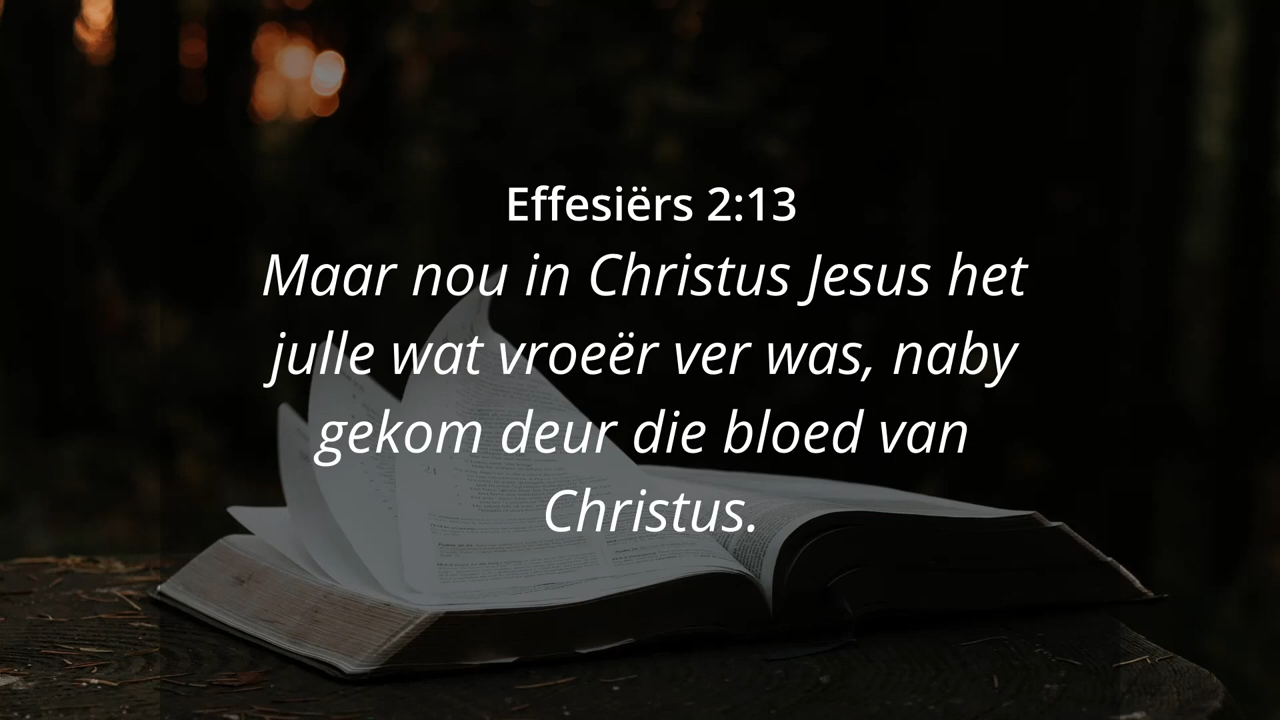 Effesiërs 2:13
Maar nou in Christus Jesus het
julle wat vroeër ver was, naby
gekom deur die bloed van
Christus.